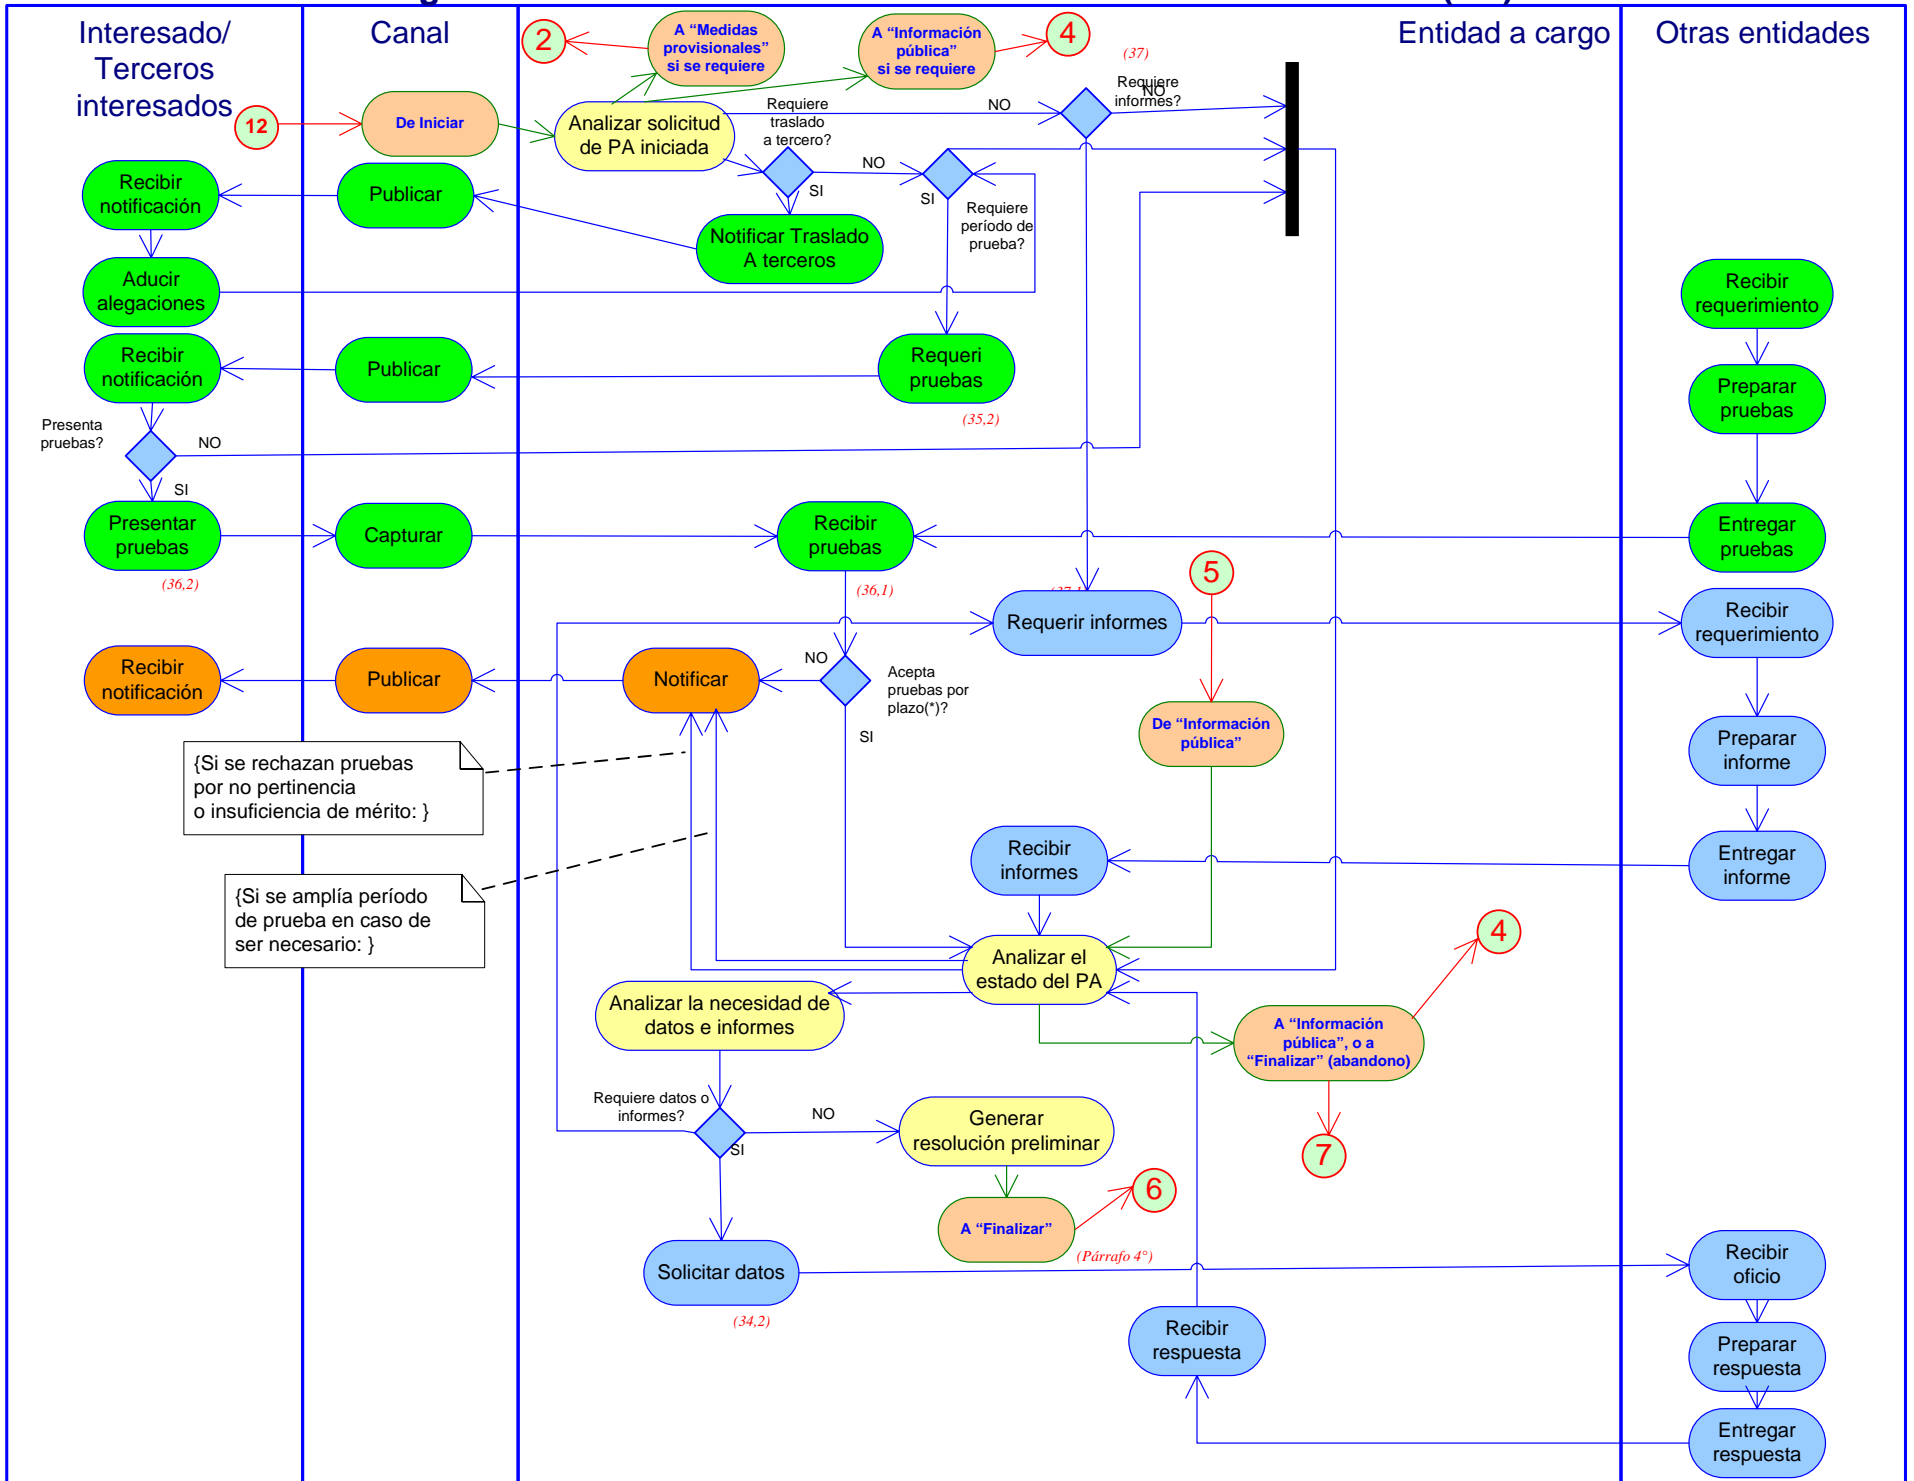 Interesado/
Terceros
interesados
Canal
Entidad a cargo
Otras entidades
2
A “Medidas
provisionales”
si se requiere
A “Información
pública”
si se requiere
4
(37)
Requiere
informes?
NO
NO
12
De Iniciar
Analizar solicitud
de PA iniciada
Requiere
traslado
a tercero?
NO
SI
SI
Requiere
período de
prueba?
Recibir
notificación
Publicar
Notificar Traslado
A terceros
Aducir
alegaciones
Recibir
requerimiento
Recibir
notificación
Publicar
Requeri
pruebas
(35,2)
Preparar
pruebas
Presenta
pruebas?
NO
SI
Presentar
pruebas
(36,2)
Capturar
Recibir
pruebas
(36,1)
Entregar
pruebas
5
Requerir informes
Recibir
requerimiento
Recibir
notificación
Publicar
Notificar
NO
Acepta
pruebas por
plazo(*)?
SI
De “Información
pública”
Preparar
informe
{Si se rechazan pruebas
por no pertinencia
o insuficiencia de mérito: }
Recibir
informes
Entregar
informe
{Si se amplía período
de prueba en caso de
ser necesario: }
4
Analizar el
estado del PA
Analizar la necesidad de
datos e informes
A “Información
pública”, o a
“Finalizar” (abandono)
Requiere datos o
informes?
NO
SI
Generar
resolución preliminar
7
6
A “Finalizar”
(Párrafo 4°)
Solicitar datos
(34,2)
Recibir
oficio
Recibir
respuesta
Preparar
respuesta
Entregar
respuesta